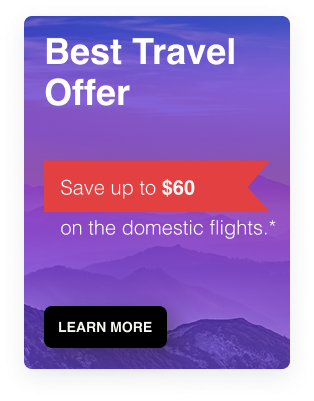 Best Travel
Offer
Save up to $60
on the domestic flights.*
LEARN MORE